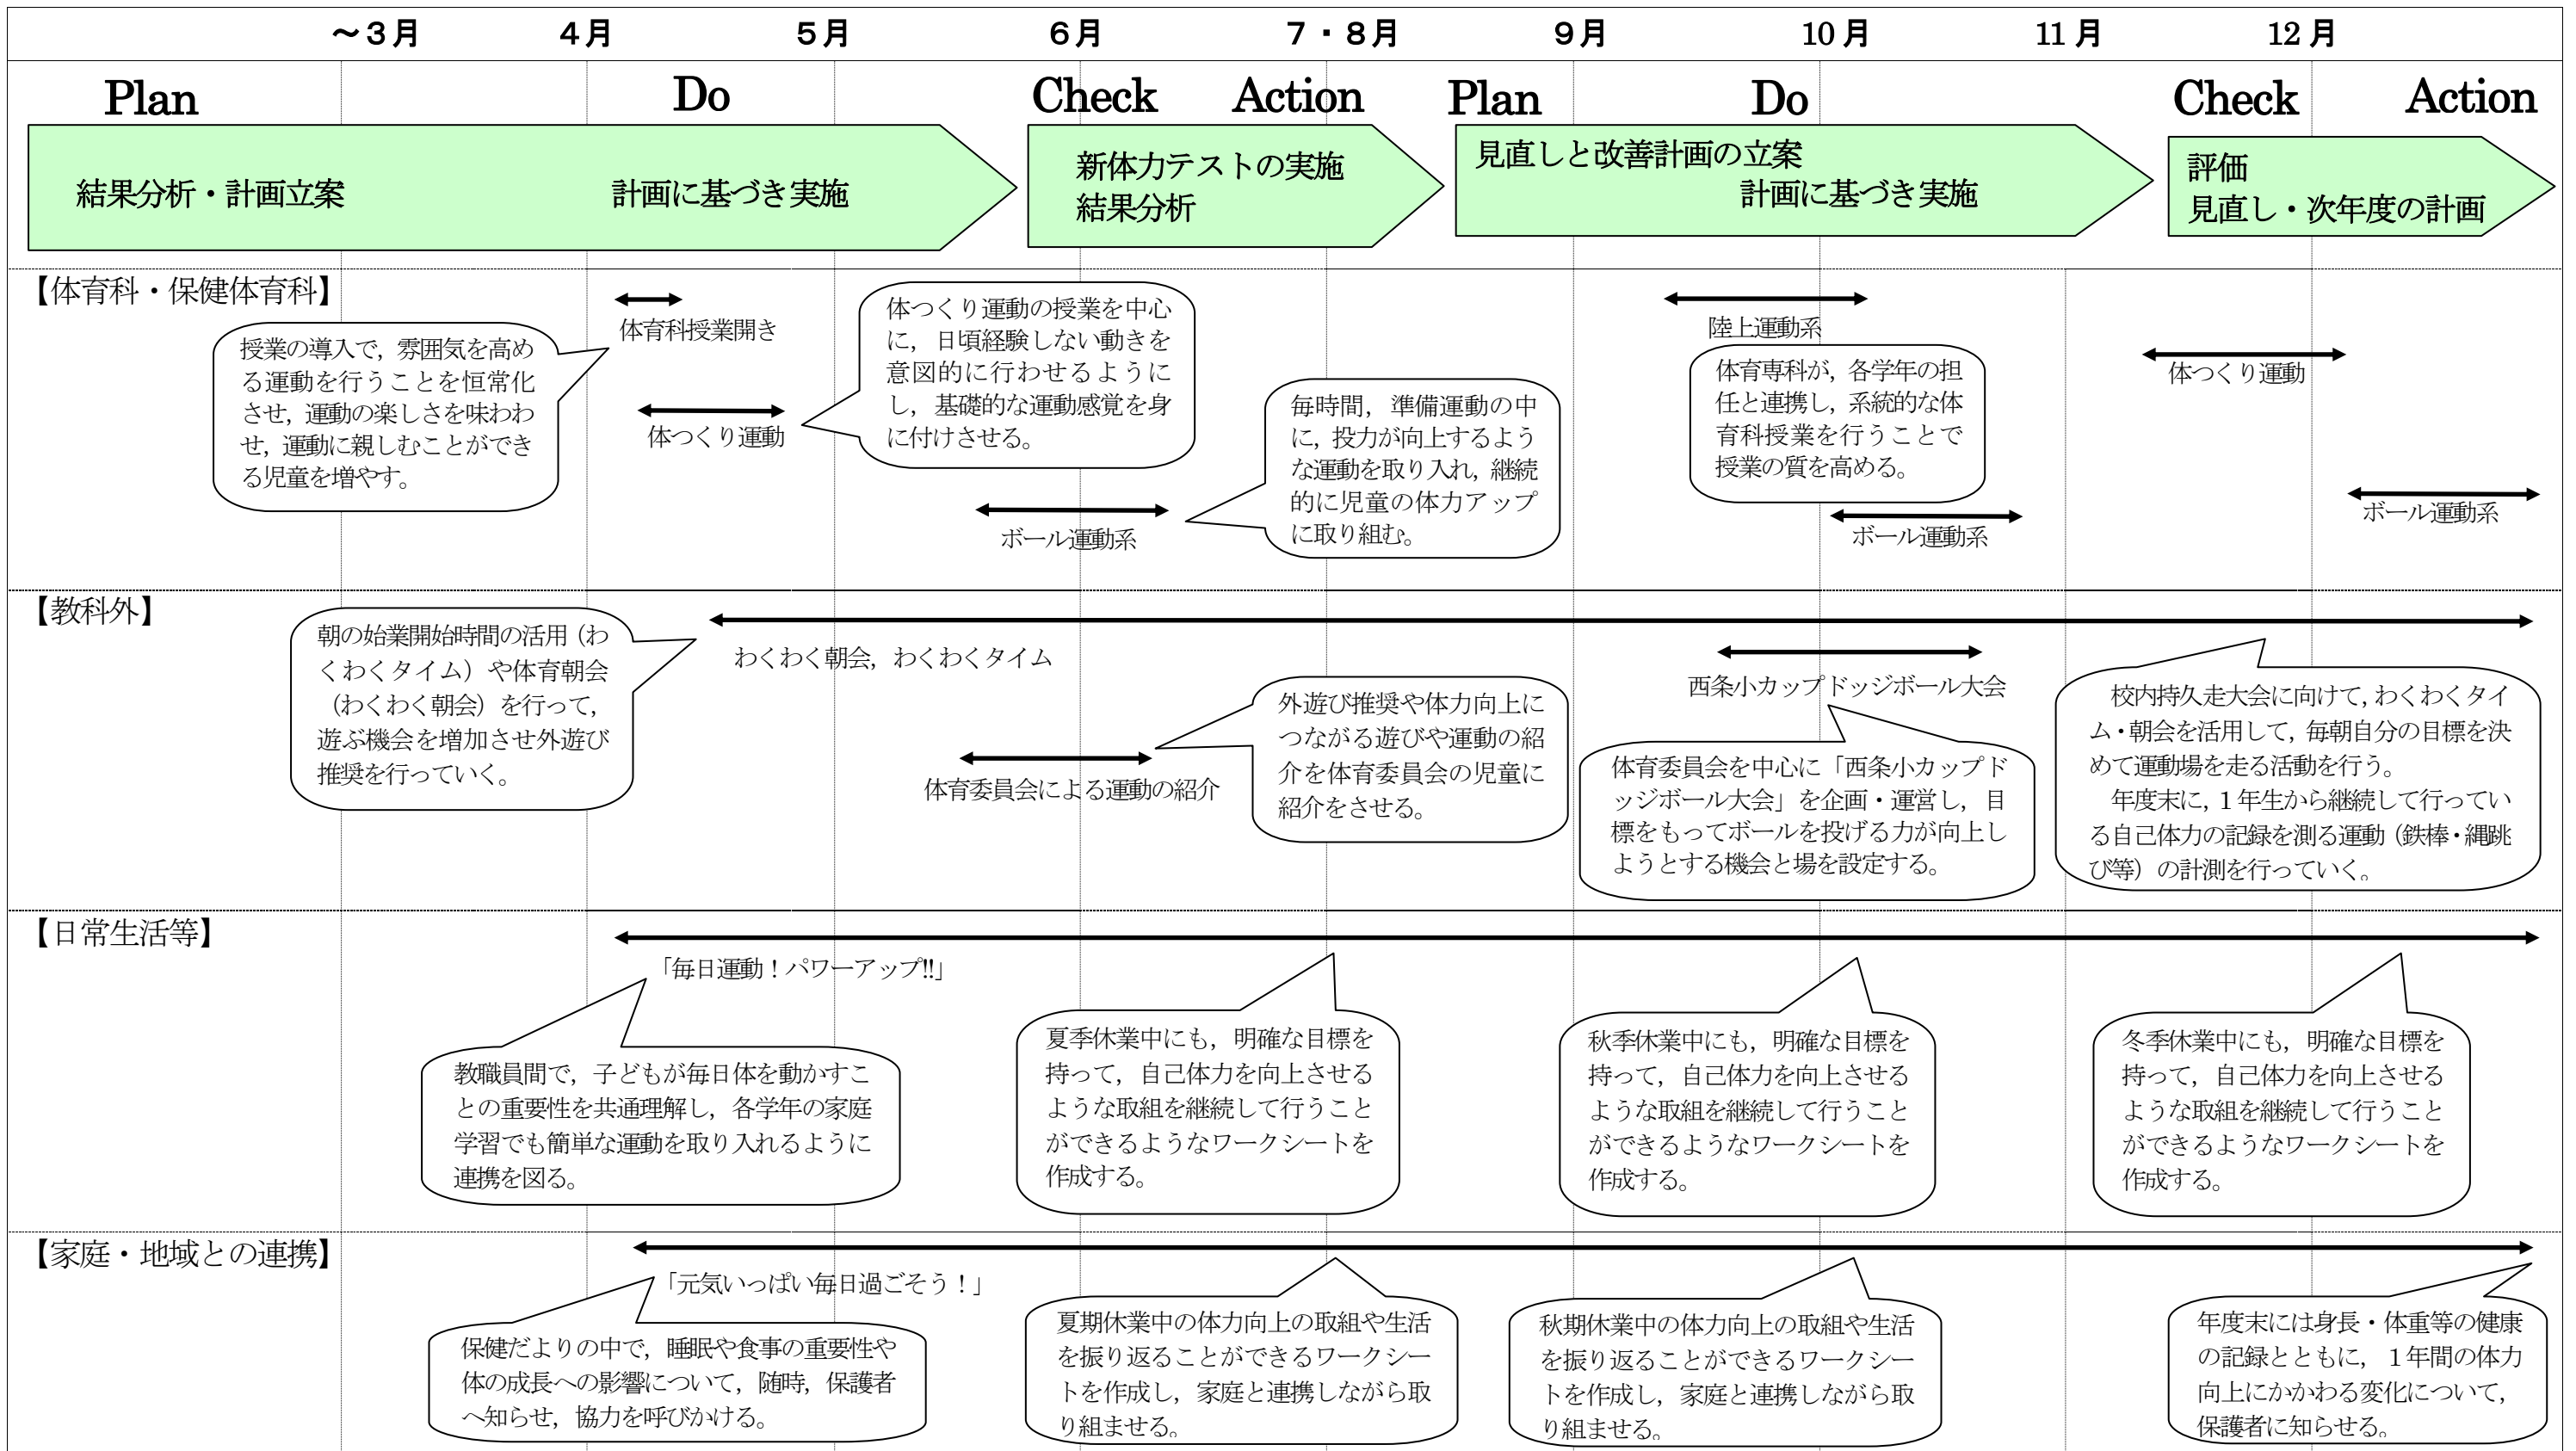 ～３月
４月
５月
６月
７・８月
９月
10 月
11 月
12 月
Plan
Do
Check
Action
Plan
Do
Check
Action
結果分析・計画立案
計画に基づき実施
新体力テストの実施
結果分析
見直しと改善計画の立案
計画に基づき実施
評価
見直し・次年度の計画
【体育科・保健体育科】
授業の導入で，雰囲気を高め
る運動を行うことを恒常化
させ，運動の楽しさを味わわ
せ，運動に親しむことができ
る児童を増やす。
体育科授業開き
体つくり運動
体つくり運動の授業を中心
に，日頃経験しない動きを
意図的に行わせるように
し，基礎的な運動感覚を身
に付けさせる。
ボール運動系
毎時間，準備運動の中
に，投力が向上するよう
な運動を取り入れ，継続
的に児童の体力アップ
に取り組む。
陸上運動系
体育専科が，各学年の担
任と連携し，系統的な体
育科授業を行うことで
授業の質を高める。
ボール運動系
体つくり運動
ボール運動系
【教科外】
朝の始業開始時間の活用（わ
くわくタイム）や体育朝会
（わくわく朝会）を行って，
遊ぶ機会を増加させ外遊び
推奨を行っていく。
わくわく朝会，わくわくタイム
体育委員会による運動の紹介
外遊び推奨や体力向上に
つながる遊びや運動の紹
介を体育委員会の児童に
紹介をさせる。
西条小カップドッジボール大会
体育委員会を中心に「西条小カップド
ッジボール大会」を企画・運営し，目
標をもってボールを投げる力が向上し
ようとする機会と場を設定する。
校内持久走大会に向けて，わくわくタイ
ム・朝会を活用して，毎朝自分の目標を決
めて運動場を走る活動を行う。
年度末に，１年生から継続して行ってい
る自己体力の記録を測る運動（鉄棒・縄跳
び等）の計測を行っていく。
【日常生活等】
「毎日運動！パワーアップ!!」
教職員間で，子どもが毎日体を動かすこ
との重要性を共通理解し，各学年の家庭
学習でも簡単な運動を取り入れるように
連携を図る。
夏季休業中にも，明確な目標を
持って，自己体力を向上させる
ような取組を継続して行うこと
ができるようなワークシートを
作成する。
秋季休業中にも，明確な目標を
持って，自己体力を向上させる
ような取組を継続して行うこと
ができるようなワークシートを
作成する。
冬季休業中にも，明確な目標を
持って，自己体力を向上させる
ような取組を継続して行うこと
ができるようなワークシートを
作成する。
【家庭・地域との連携】
「元気いっぱい毎日過ごそう！」
保健だよりの中で，睡眠や食事の重要性や
体の成長への影響について，随時，保護者
へ知らせ，協力を呼びかける。
夏期休業中の体力向上の取組や生活
を振り返ることができるワークシー
トを作成し，家庭と連携しながら取
り組ませる。
秋期休業中の体力向上の取組や生活
を振り返ることができるワークシー
トを作成し，家庭と連携しながら取
り組ませる。
年度末には身長・体重等の健康
の記録とともに，１年間の体力
向上にかかわる変化について，
保護者に知らせる。